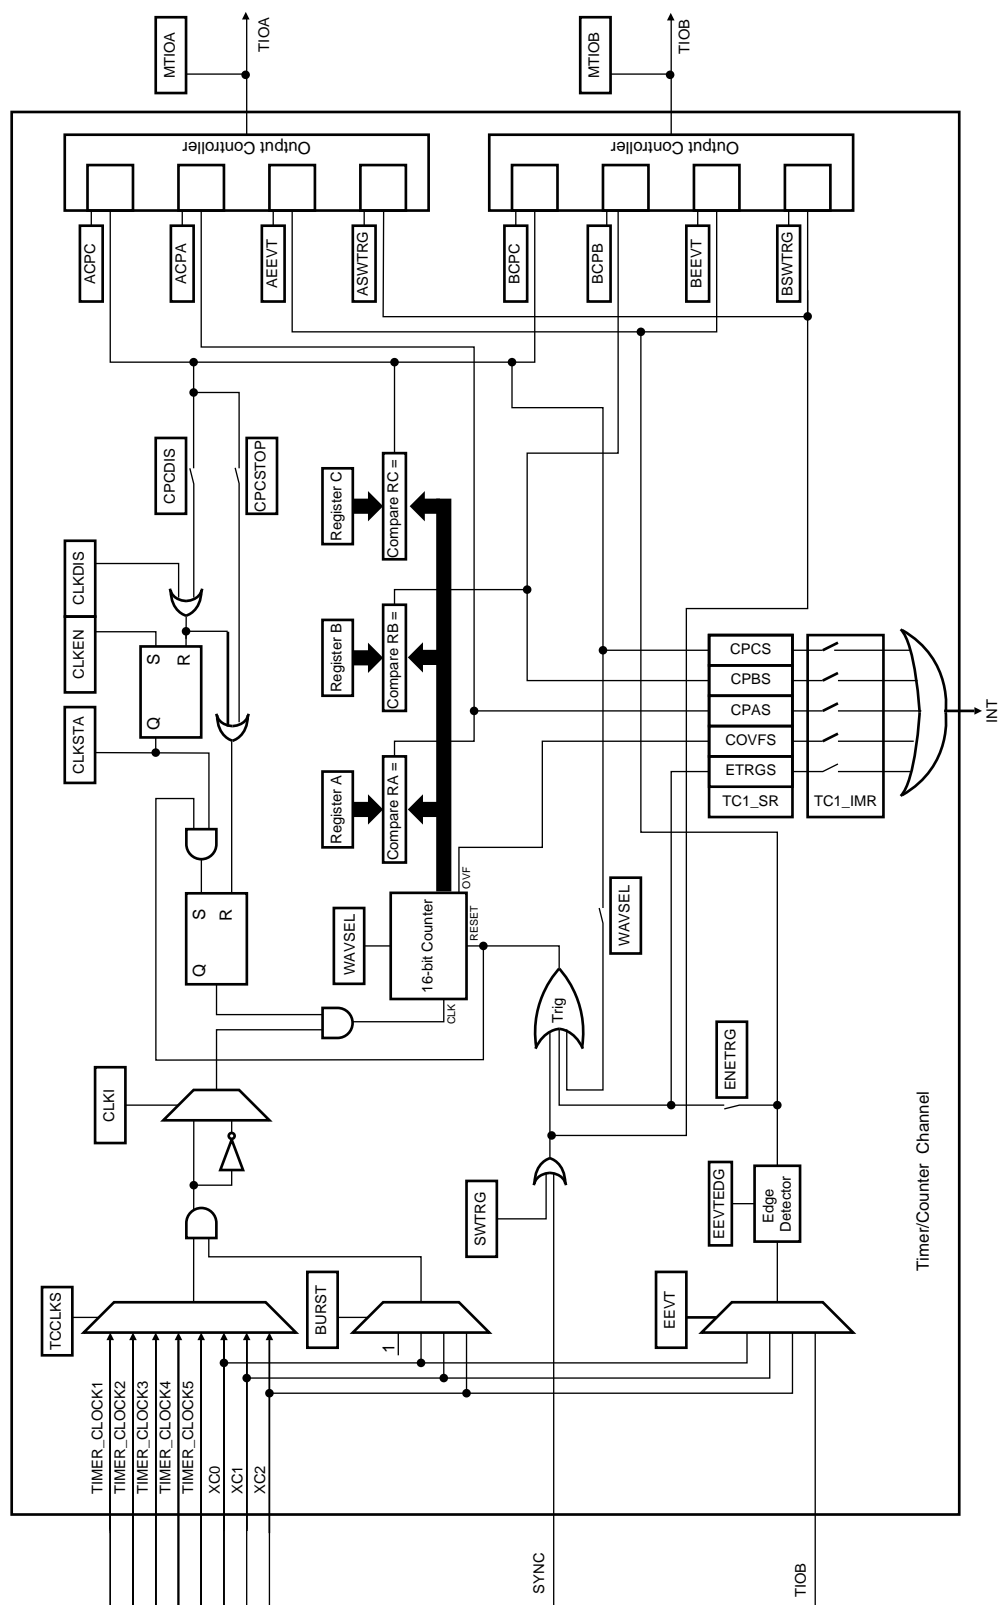 TIOA
MTIOA
TIOB
MTIOB
Output Controller
Output Controller
ACPC
ACPA
AEEVT
ASWTRG
BCPC
BCPB
BEEVT
BSWTRG
CPCDIS
CPCSTOP
CLKDIS
CLKEN
CLKSTA
S
R
Q
S
R
Q
Register A
Register B
Register C
Compare RA =
Compare RB =
Compare RC =
WAVSEL
16-bit Counter
CLK
RESET
OVF
CPCS
CPBS
CPAS
COVFS
ETRGS
TC1_SR
TC1_IMR
INT
WAVSEL
Trig
ENETRG
CLKI
SWTRG
EEVTEDG
Edge
Detector
TCCLKS
BURST
1
EEVT
Timer/Counter Channel
TIMER_CLOCK1
TIMER_CLOCK2
TIMER_CLOCK3
TIMER_CLOCK4
TIMER_CLOCK5
XC0
XC1
XC2
SYNC
TIOB